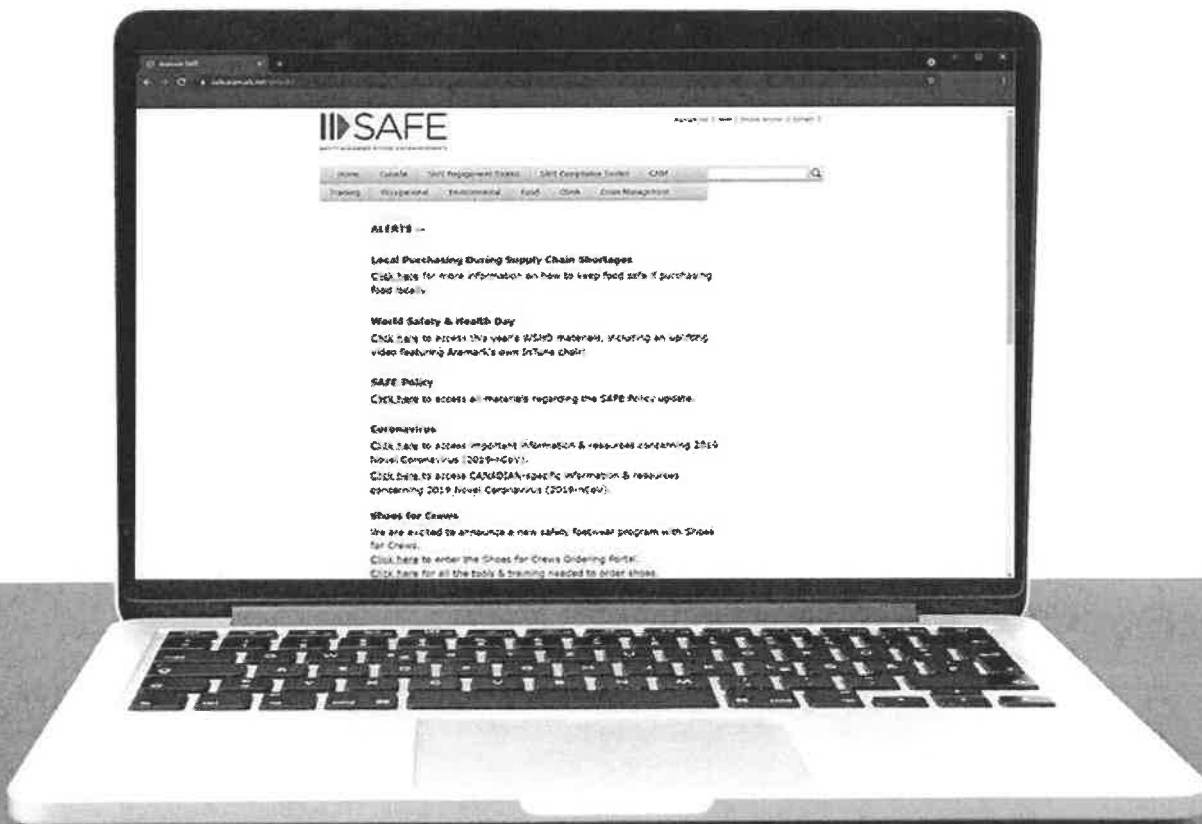 SAFE
Home Canada SAFE Engagement SAFE Compliance
Training Occupational Environmental Food Crisis Management
ALERTS
Local Purchasing During Supply Chain Shortages
Click here for more information on how to keep food safe if purchasing
food locally.
World Safety & Health Day
Click here to access this year's WSHD materials, including an uplifting
video featuring Aramark's own InTune choir!
SAFE Policy
Click here to access all materials regarding the SAFE Policy update.
Coronavirus
Click here to access important information & resources concerning 2019
Novel Coronavirus (2019-nCoV).
Click here to access CANADIAN-specific information & resources
concerning 2019 Novel Coronavirus (2019-nCoV).
Shoes for Crews
We are excited to announce a new safety footwear program with Shoes
for Crews.
Click here to enter the Shoes for Crews Ordering Portal.
Click here for all the tools & training needed to order shoes.